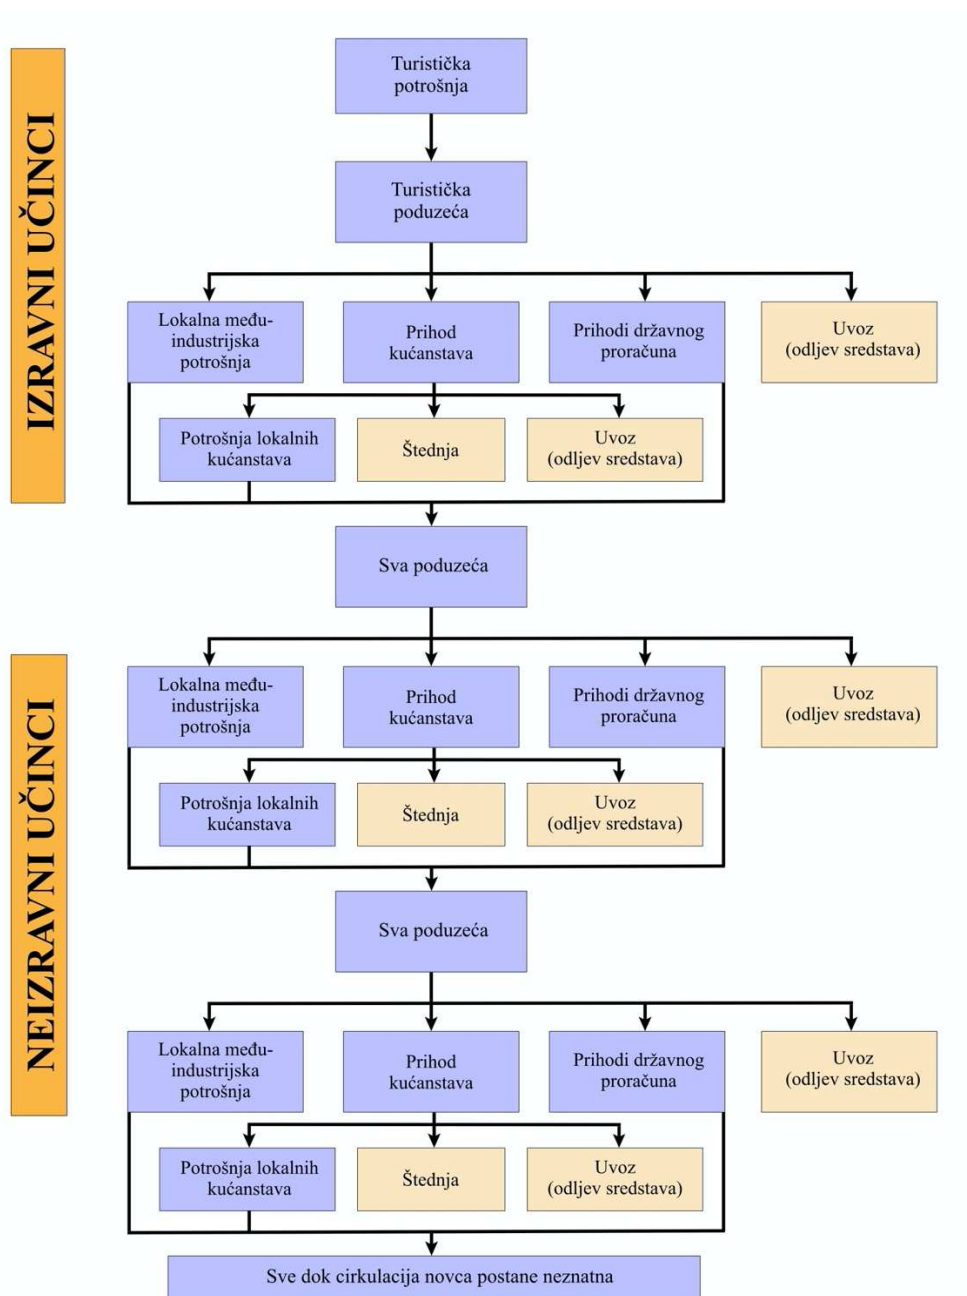 IZRAVNI UČINCI
Turistička
potrošnja
Turistička
poduzeća
Lokalna među-
industrijska
potrošnja
Prihod
kućanstava
Prihodi državnog
proračuna
Uvoz
(odljev sredstava)
Potrošnja lokalnih
kućanstava
Štednja
Uvoz
(odljev sredstava)
Sva poduzeća
NEIZRAVNI UČINCI
Lokalna među-
industrijska
potrošnja
Prihod
kućanstava
Prihodi državnog
proračuna
Uvoz
(odljev sredstava)
Potrošnja lokalnih
kućanstava
Štednja
Uvoz
(odljev sredstava)
Sva poduzeća
Lokalna među-
industrijska
potrošnja
Prihod
kućanstava
Prihodi državnog
proračuna
Uvoz
(odljev sredstava)
Potrošnja lokalnih
kućanstava
Štednja
Uvoz
(odljev sredstava)
Sve dok cirkulacija novca postane neznatna